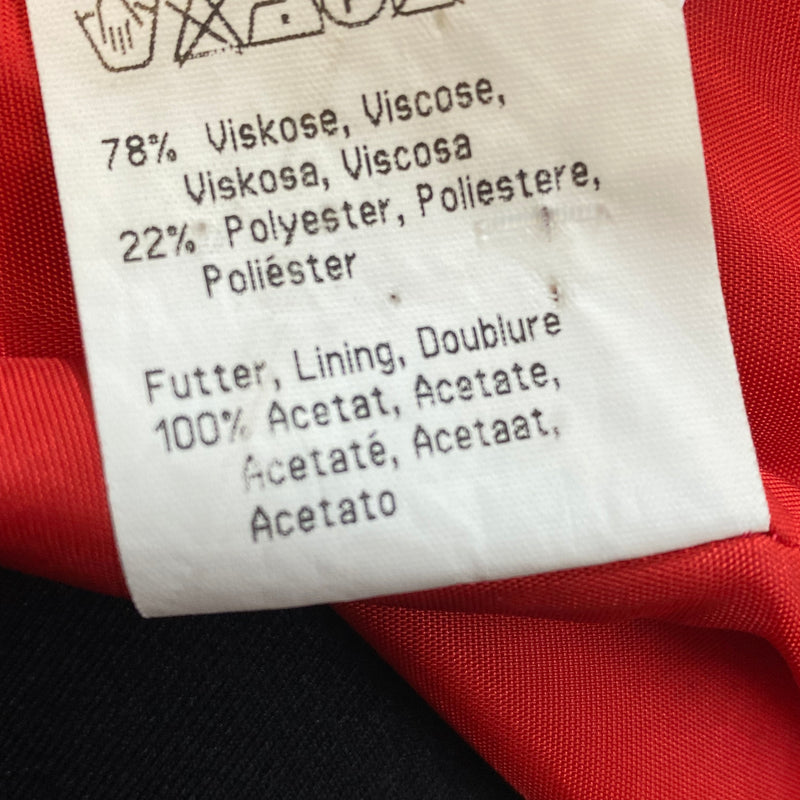 78% Viskose, Viscose,
Viskosa, Viscosa
22% Polyester, Poliestere,
Poliéster
Futter, Lining, Doublure
100% Acetat, Acetate,
Acetaté, Acetaat,
Acetato